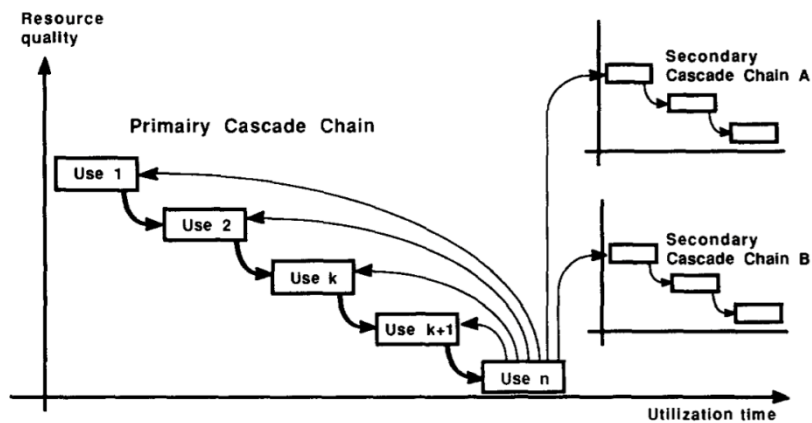 Resource
quality
Secondary
Cascade Chain A
Primairy Cascade Chain
Use 1
Use 2
Secondary
Cascade Chain B
Use k
Use k+1
Use n
Utilization time